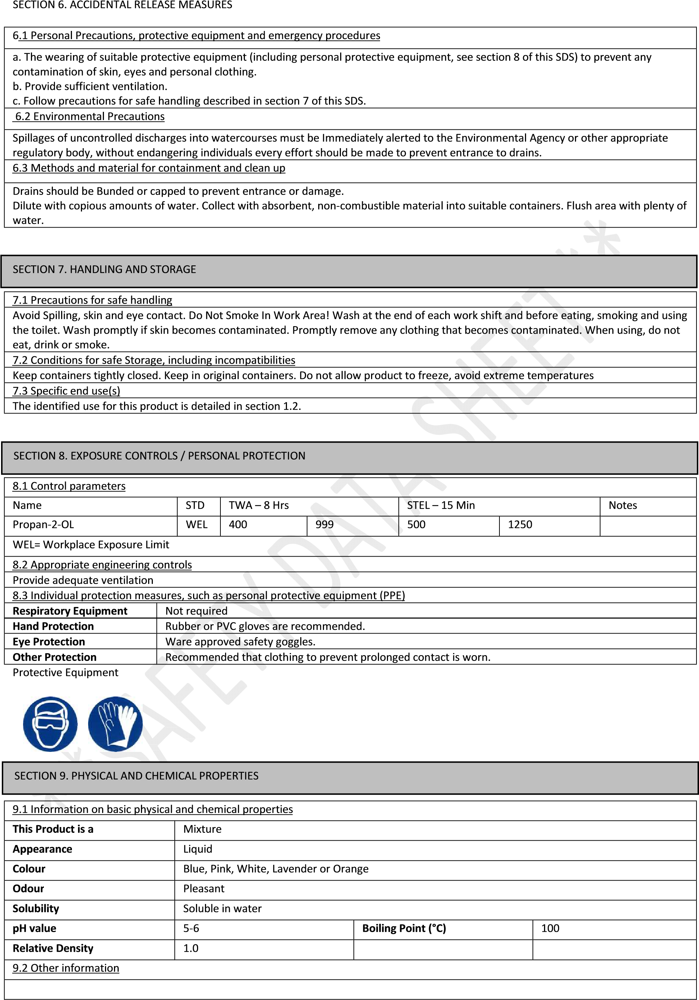 SECTION 6. ACCIDENTAL RELEASE MEASURES
6.1 Personal Precautions, protective equipment and emergency procedures
a. The wearing of suitable protective equipment (including personal protective equipment, see section 8 of this SDS) to prevent any
contamination of skin, eyes and personal clothing.
b. Provide sufficient ventilation.
c. Follow precautions for safe handling described in section 7 of this SDS.
6.2 Environmental Precautions
Spillages of uncontrolled discharges into watercourses must be Immediately alerted to the Environmental Agency or other appropriate
regulatory body, without endangering individuals every effort should be made to prevent entrance to drains.
6.3 Methods and material for containment and clean up
Drains should be Bunded or capped to prevent entrance or damage.
Dilute with copious amounts of water. Collect with absorbent, non-combustible material into suitable containers. Flush area with plenty of
water.
SECTION 7. HANDLING AND STORAGE
7.1 Precautions for safe handling
Avoid Spilling, skin and eye contact. Do Not Smoke In Work Area! Wash at the end of each work shift and before eating, smoking and using
the toilet. Wash promptly if skin becomes contaminated. Promptly remove any clothing that becomes contaminated. When using, do not
eat, drink or smoke.
7.2 Conditions for safe Storage, including incompatibilities
Keep containers tightly closed. Keep in original containers. Do not allow product to freeze, avoid extreme temperatures
7.3 Specific end use(s)
The identified use for this product is detailed in section 1.2.
SECTION 8. EXPOSURE CONTROLS / PERSONAL PROTECTION
8.1 Control parameters
Name STD TWA – 8 Hrs STEL – 15 Min Notes
Propan-2-OL WEL 400 999 500 1250
WEL= Workplace Exposure Limit
8.2 Appropriate engineering controls
Provide adequate ventilation
8.3 Individual protection measures, such as personal protective equipment (PPE)
Respiratory Equipment Not required
Hand Protection Rubber or PVC gloves are recommended.
Eye Protection Ware approved safety goggles.
Other Protection Recommended that clothing to prevent prolonged contact is worn.
Protective Equipment
SECTION 9. PHYSICAL AND CHEMICAL PROPERTIES
9.1 Information on basic physical and chemical properties
This Product is a Mixture
Appearance Liquid
Colour Blue, Pink, White, Lavender or Orange
Odour Pleasant
Solubility Soluble in water
pH value 5-6 Boiling Point (°C) 100
Relative Density 1.0
9.2 Other information
**SAFETY DATA SHEET**